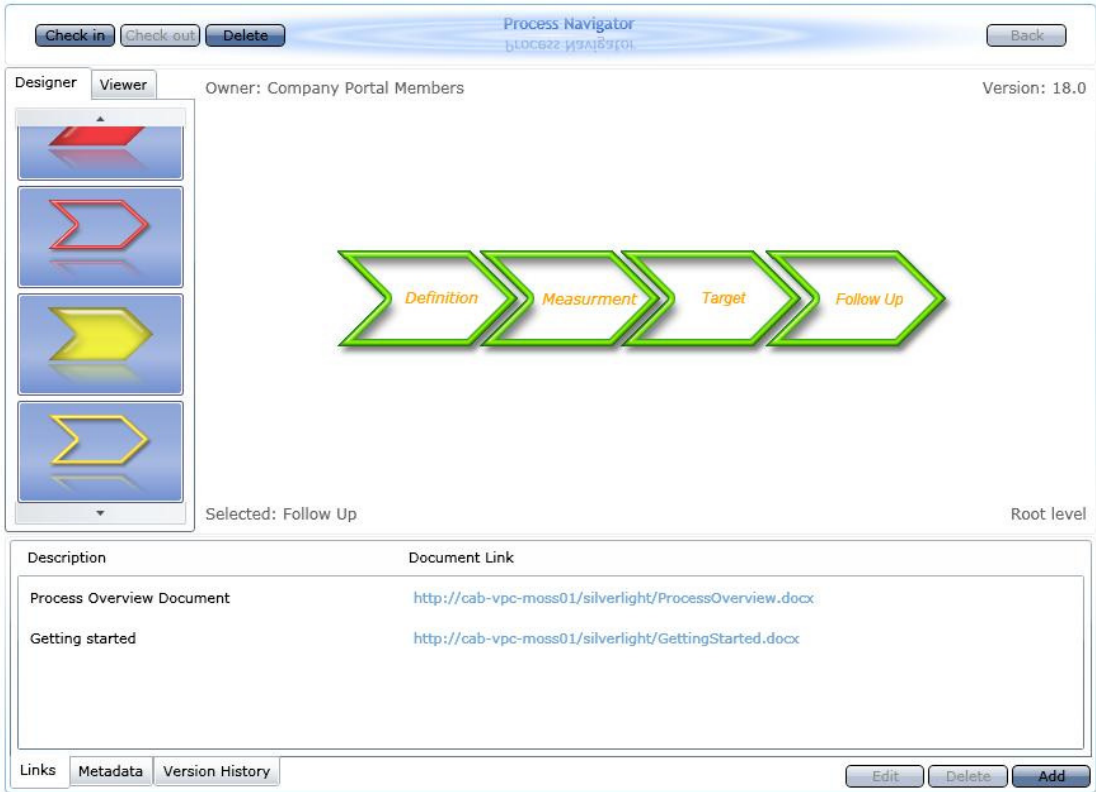 Check in Check out Delete
Process Navigator
Back
Designer Viewer
Owner: Company Portal Members
Version: 18.0
Definition Measurment Target Follow Up
Selected: Follow Up
Root level
Description Document Link
Process Overview Document http://cab-vpc-moss01/silverlight/ProcessOverview.docx
Getting started http://cab-vpc-moss01/silverlight/GettingStarted.docx
Links Metadata Version History
Edit Delete Add